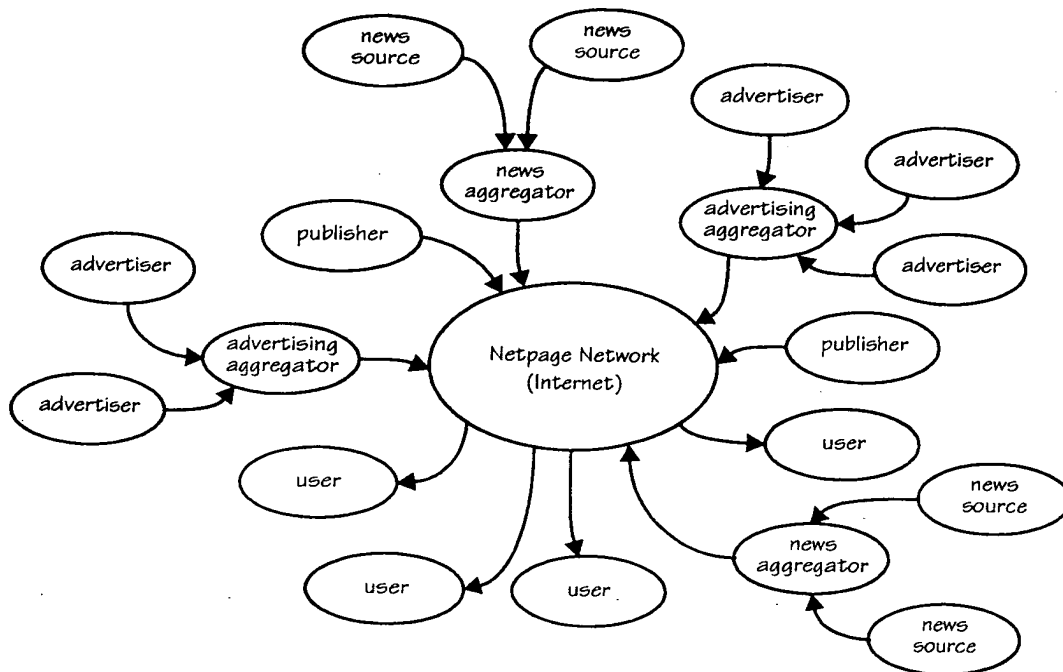 news
source
news
source
advertiser
advertiser
news
aggregator
advertising
aggregator
publisher
advertiser
advertiser
advertising
aggregator
Netpage Network
(Internet)
publisher
advertiser
user
user
news
source
news
aggregator
user
user
news
source